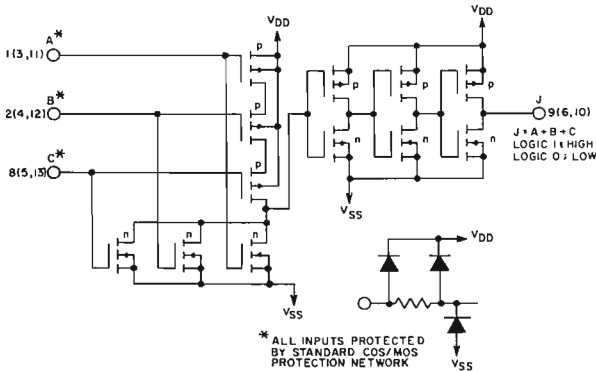 A*
1(3,11)
B*
2(4,12)
C*
8(5,13)
VDD
p
p
p
n
n
n
VSS
VDD
p
p
p
n
n
n
VSS
J
9(6,10)
J = A + B + C
LOGIC 1 = HIGH
LOGIC 0 = LOW
VDD
VSS
* ALL INPUTS PROTECTED
BY STANDARD COS/MOS
PROTECTION NETWORK